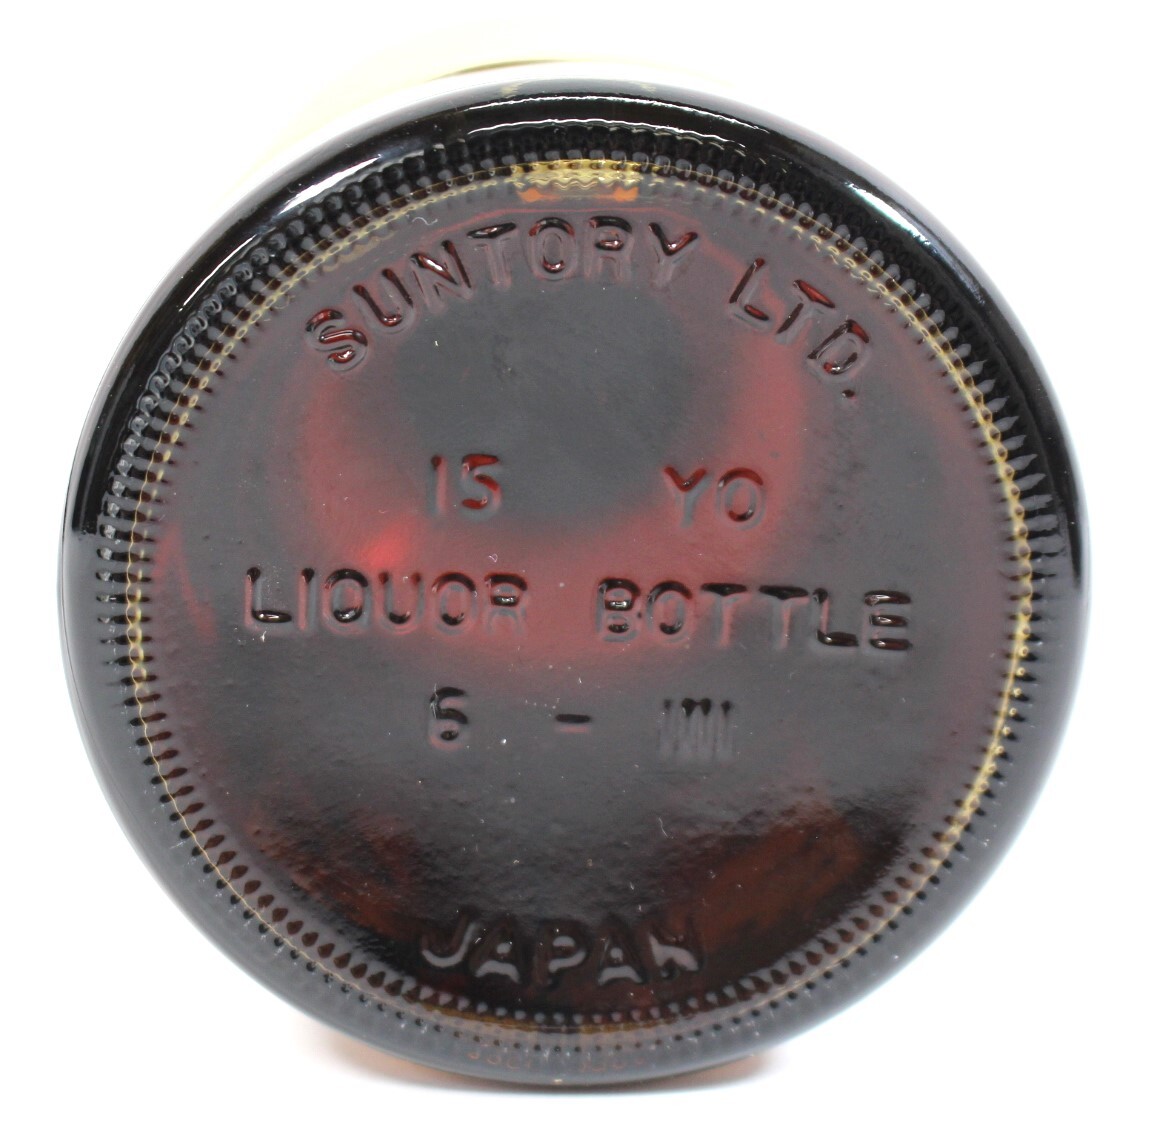 SUNTORY LTD.
15 YO
LIQUOR BOTTLE
6 -
JAPAN